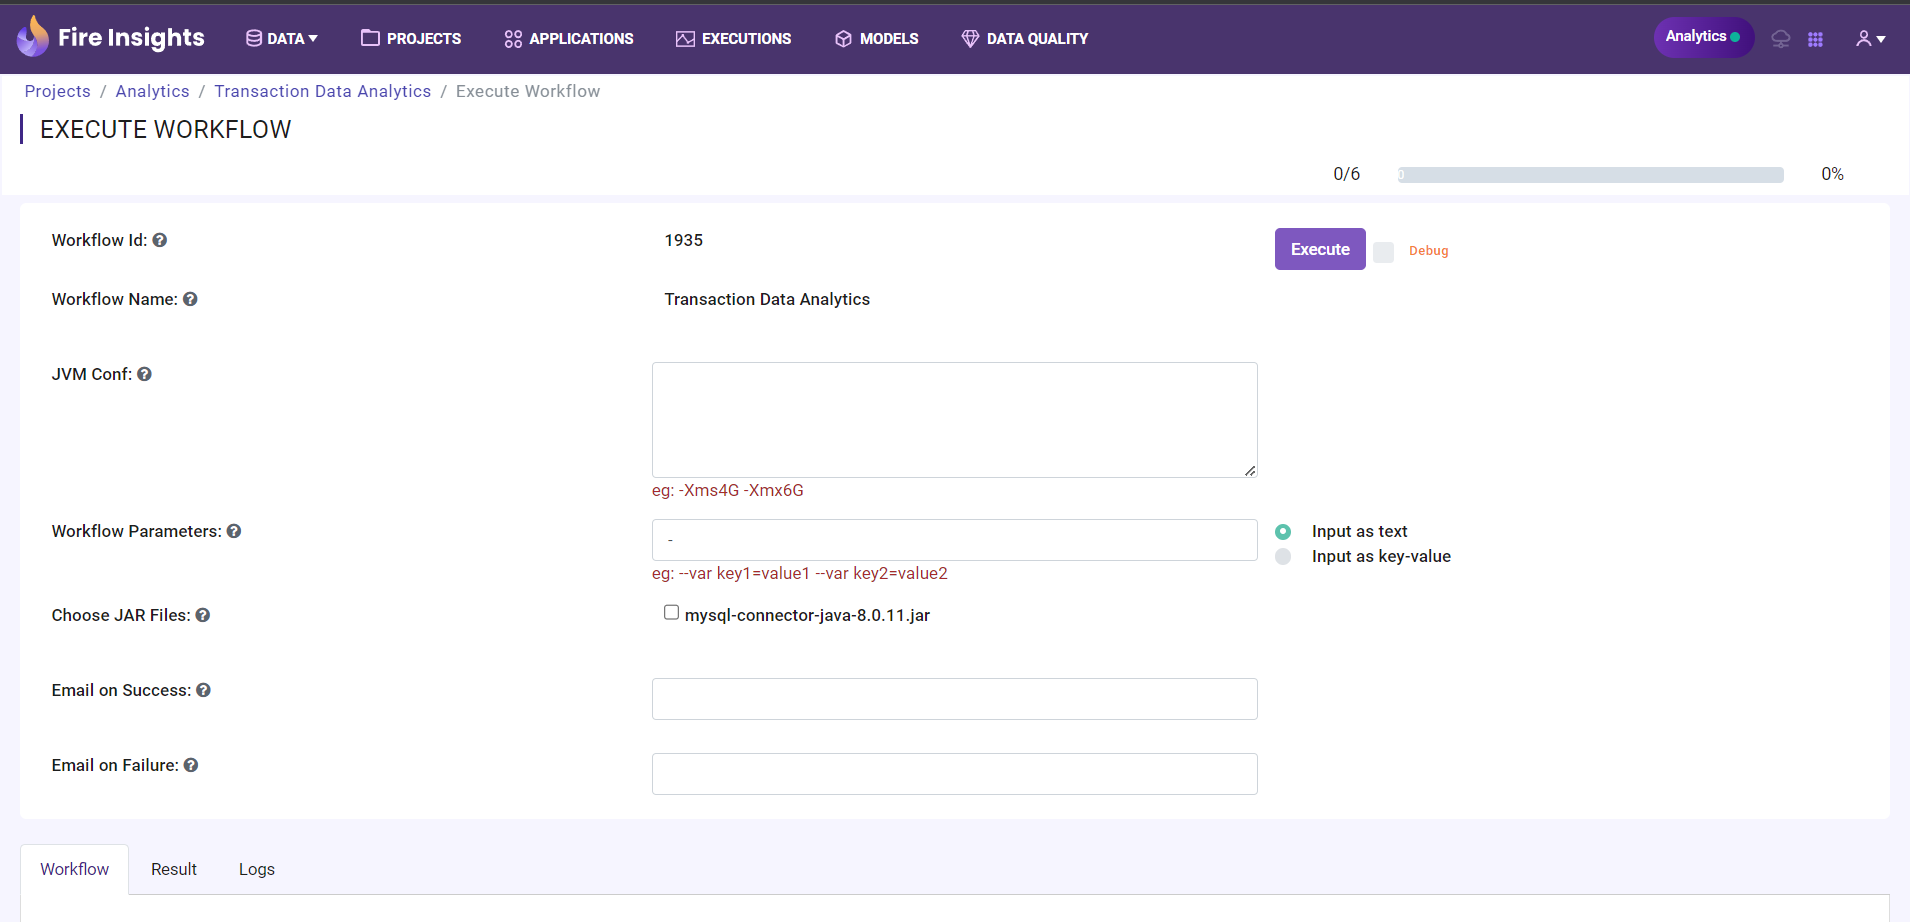 Fire Insights DATA PROJECTS APPLICATIONS EXECUTIONS MODELS DATA QUALITY Analytics
Projects / Analytics / Transaction Data Analytics / Execute Workflow
EXECUTE WORKFLOW
0/6 0 0%
Workflow Id: 1935 Execute Debug
Workflow Name: Transaction Data Analytics
JVM Conf:
eg: -Xms4G -Xmx6G
Workflow Parameters: - Input as text
Input as key-value
eg: --var key1=value1 --var key2=value2
Choose JAR Files: mysql-connector-java-8.0.11.jar
Email on Success:
Email on Failure:
Workflow Result Logs